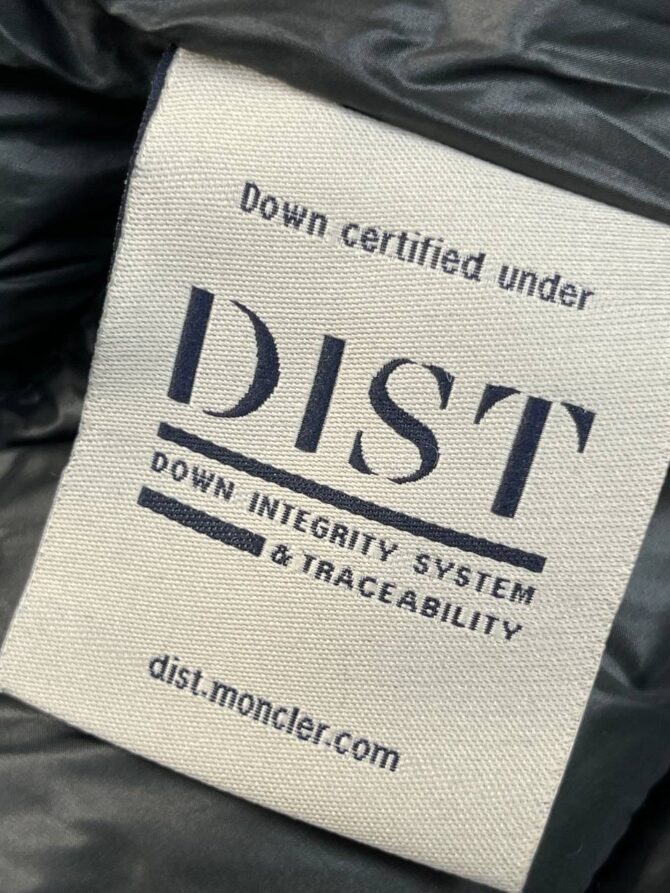 Down certified under
DIST
DOWN INTEGRITY SYSTEM
& TRACEABILITY
dist.moncler.com